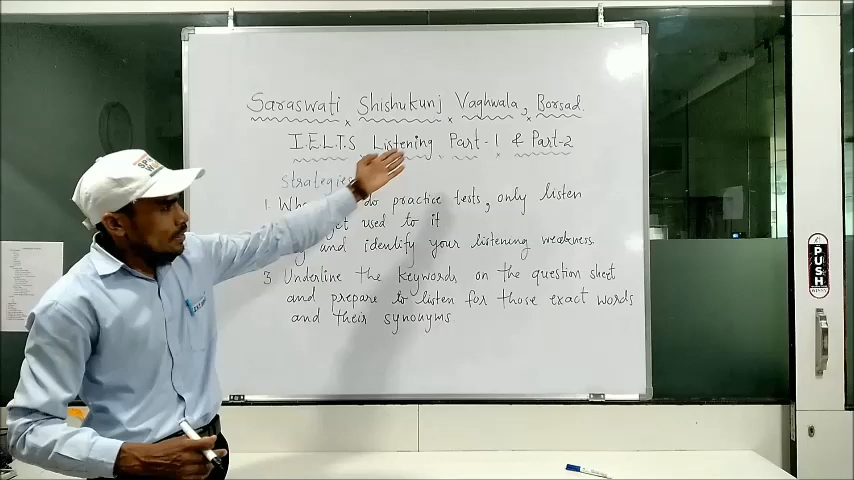 Saraswati Shishukunj Vaghwala, Borsad.
I.E.L.T.S Listening Part-1 & Part-2
Strategies
1. do practice tests, only listen
get used to it
and identify your listening weakness
3. Underline the keywords on the question sheet
and prepare to listen for those exact words
and their synonyms.
PUSH